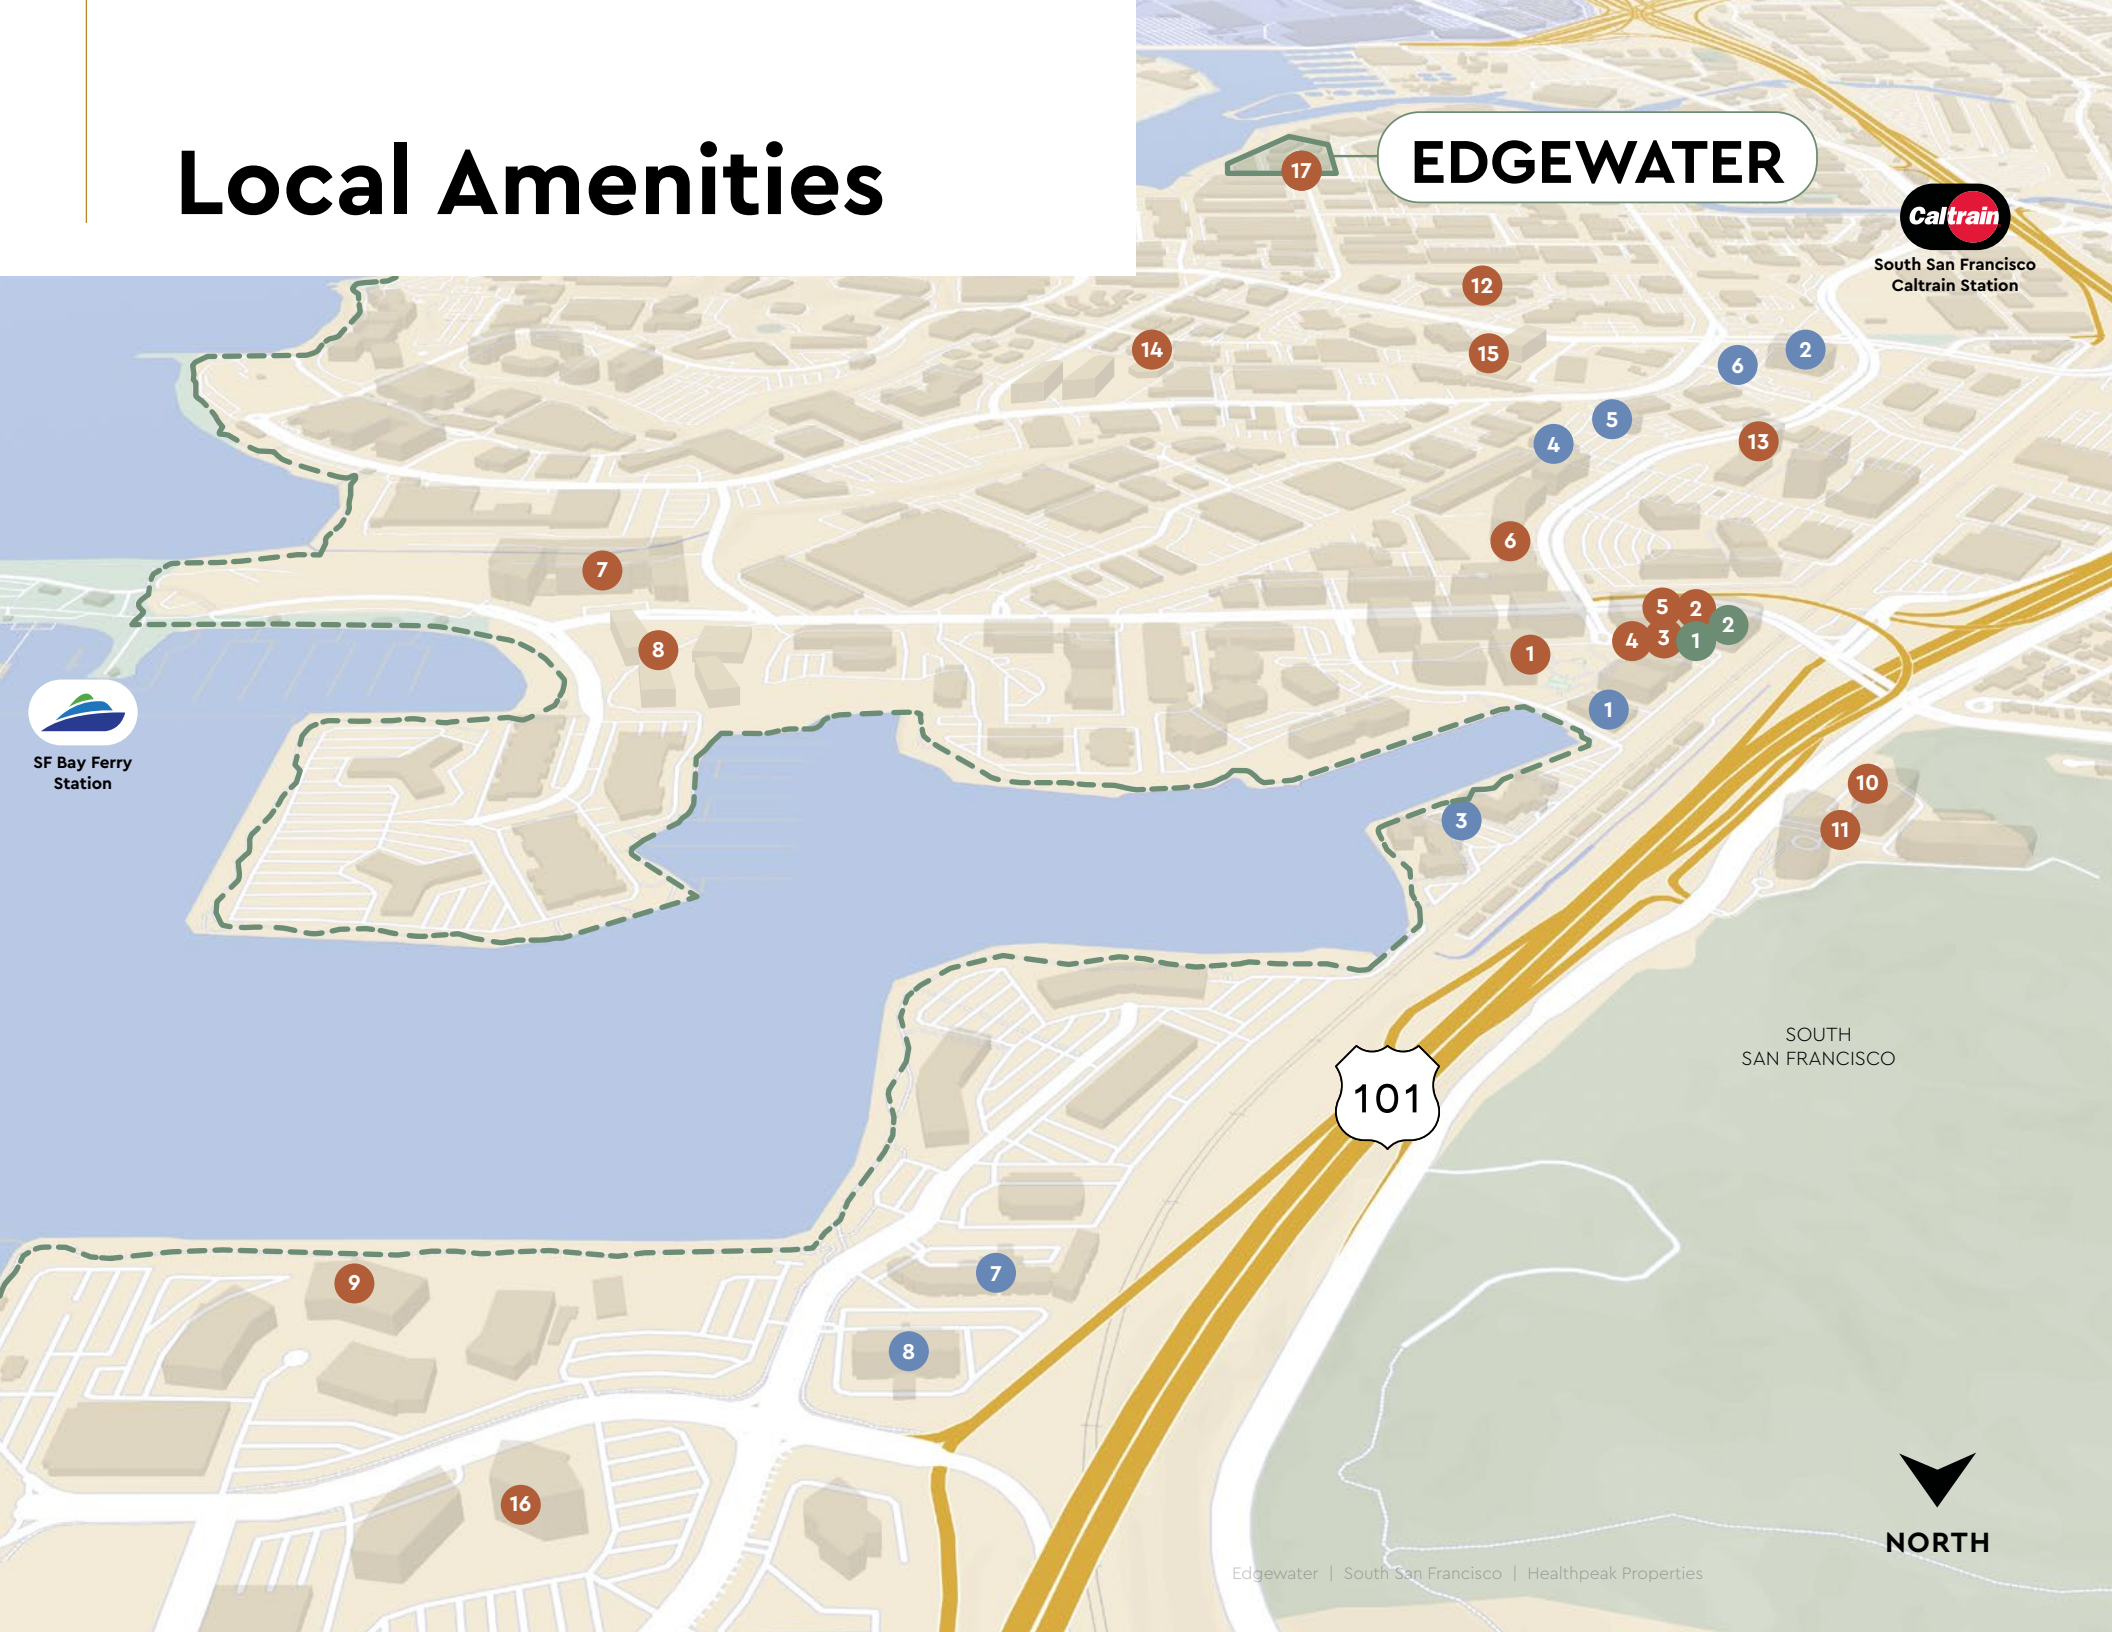 Local Amenities
17
EDGEWATER
Caltrain
South San Francisco
Caltrain Station
12
14
15
6
2
5
4
13
6
7
5
2
2
4
3
1
8
1
1
SF Bay Ferry
Station
10
3
11
SOUTH
SAN FRANCISCO
101
9
7
8
16
NORTH
Edgewater | South San Francisco | Healthpeak Properties